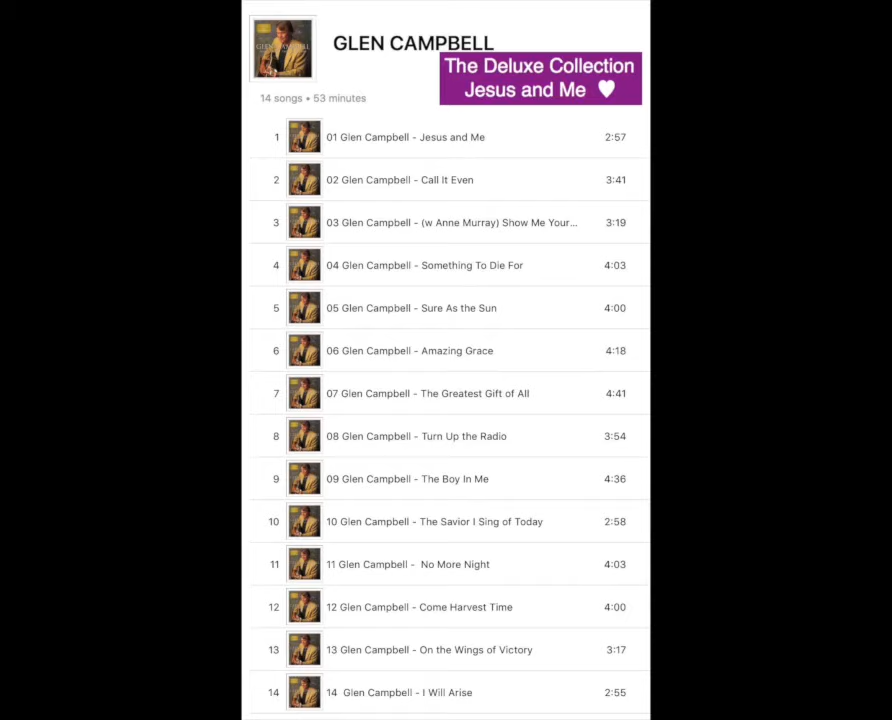 GLEN CAMPBELL
The Deluxe Collection
Jesus and Me
14 songs • 53 minutes
1 01 Glen Campbell - Jesus and Me 2:57
2 02 Glen Campbell - Call It Even 3:41
3 03 Glen Campbell - (w Anne Murray) Show Me Your... 3:19
4 04 Glen Campbell - Something To Die For 4:03
5 05 Glen Campbell - Sure As the Sun 4:00
6 06 Glen Campbell - Amazing Grace 4:18
7 07 Glen Campbell - The Greatest Gift of All 4:41
8 08 Glen Campbell - Turn Up the Radio 3:54
9 09 Glen Campbell - The Boy In Me 4:36
10 10 Glen Campbell - The Savior I Sing of Today 2:58
11 11 Glen Campbell - No More Night 4:03
12 12 Glen Campbell - Come Harvest Time 4:00
13 13 Glen Campbell - On the Wings of Victory 3:17
14 14 Glen Campbell - I Will Arise 2:55